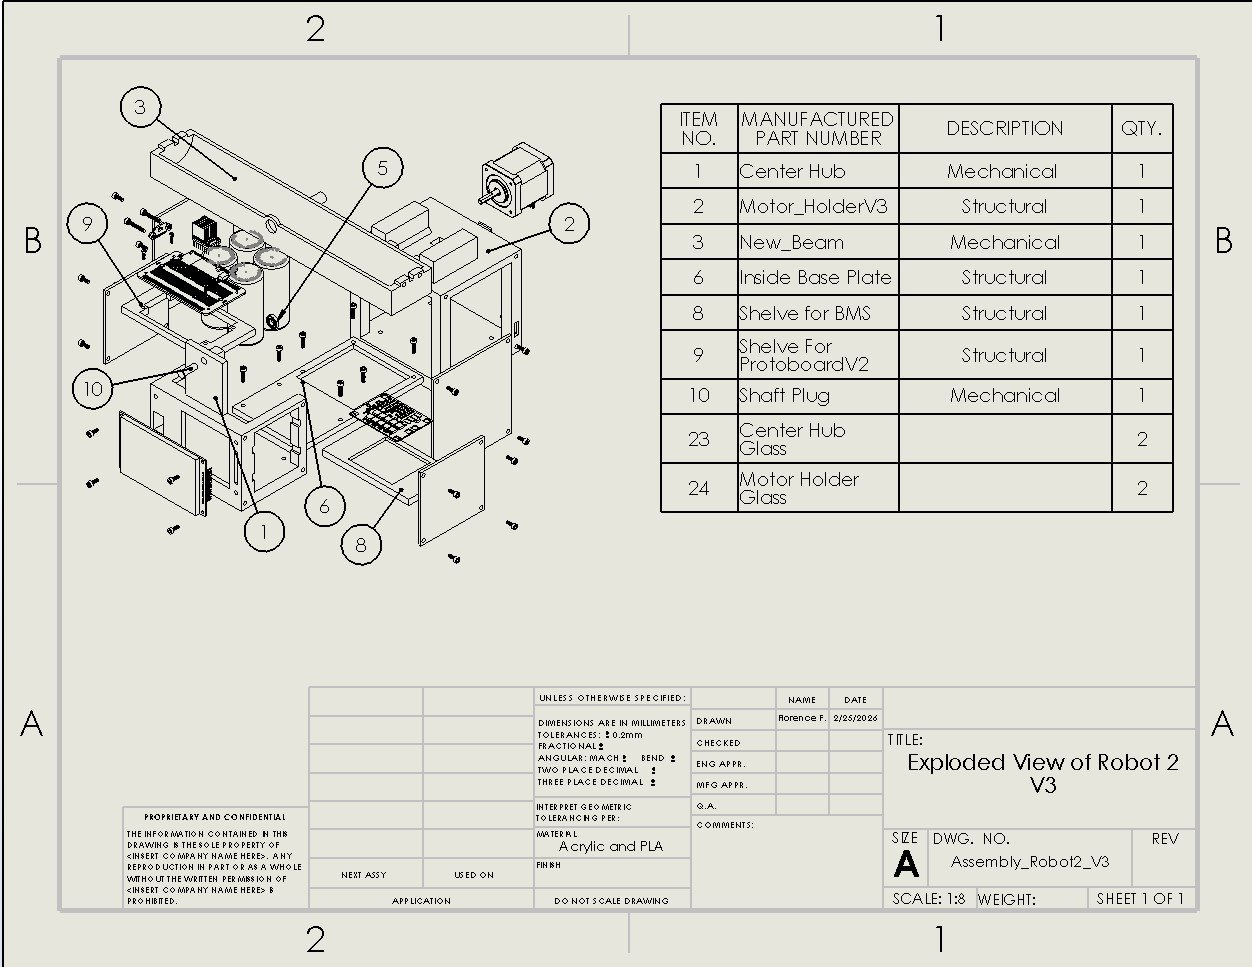 2
1
B
B
A
A
2
1
3
5
9
2
10
6
1
8
ITEM NO. MANUFACTURED PART NUMBER DESCRIPTION QTY.
1 Center Hub Mechanical 1
2 Motor_HolderV3 Structural 1
3 New_Beam Mechanical 1
6 Inside Base Plate Structural 1
8 Shelve for BMS Structural 1
9 Shelve For ProtoboardV2 Structural 1
10 Shaft Plug Mechanical 1
23 Center Hub Glass 2
24 Motor Holder Glass 2
PROPRIETARY AND CONFIDENTIAL
THE INFORMATION CONTAINED IN THIS
DRAWING IS THE SOLE PROPERTY OF
<INSERT COMPANY NAME HERE>. ANY
REPRODUCTION IN PART OR AS A WHOLE
WITHOUT THE WRITTEN PERMISSION OF
<INSERT COMPANY NAME HERE> IS
PROHIBITED.
NEXT ASSY
USED ON
APPLICATION
UNLESS OTHERWISE SPECIFIED:
DIMENSIONS ARE IN MILLIMETERS
TOLERANCES: ± 0.2mm
FRACTIONAL ±
ANGULAR: MACH ± BEND ±
TWO PLACE DECIMAL ±
THREE PLACE DECIMAL ±
INTERPRET GEOMETRIC
TOLERANCING PER:
MATERIAL
Acrylic and PLA
FINISH
DO NOT SCALE DRAWING
NAME DATE
DRAWN Florence F. 2/25/2026
CHECKED
ENG APPR.
MFG APPR.
Q.A.
COMMENTS:
TITLE:
Exploded View of Robot 2
V3
SIZE
A
DWG. NO.
Assembly_Robot2_V3
REV
SCALE: 1:8
WEIGHT:
SHEET 1 OF 1